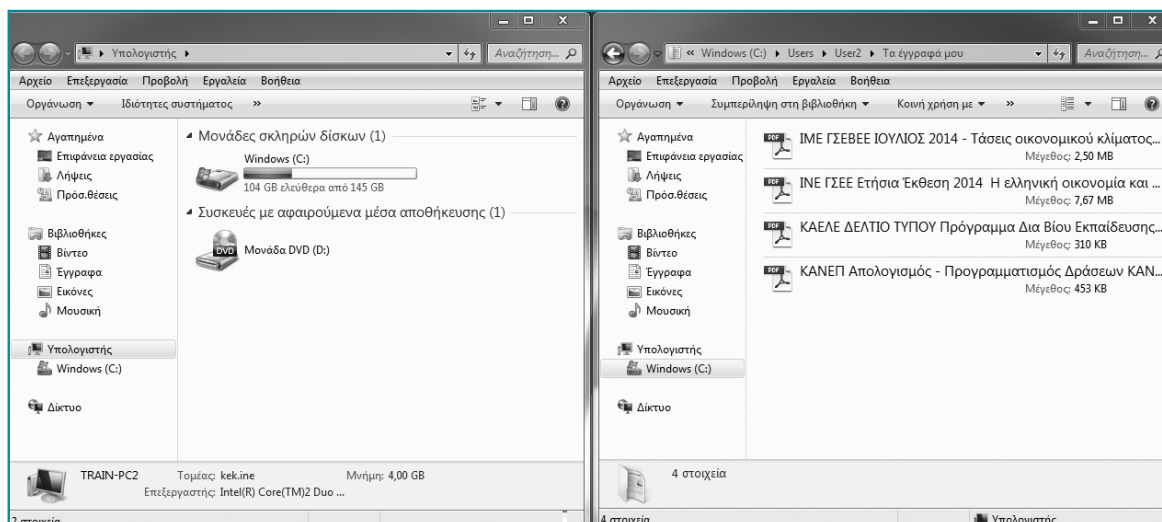 Υπολογιστής
Αναζήτηση...
Αρχείο Επεξεργασία Προβολή Εργαλεία Βοήθεια
Οργάνωση Ιδιότητες συστήματος »
Αγαπημένα
Επιφάνεια εργασίας
Λήψεις
Πρόσ.θέσεις
Βιβλιοθήκες
Βίντεο
Έγγραφα
Εικόνες
Μουσική
Υπολογιστής
Windows (C:)
Δίκτυο
Μονάδες σκληρών δίσκων (1)
Windows (C:)
104 GB ελεύθερα από 145 GB
Συσκευές με αφαιρούμενα μέσα αποθήκευσης (1)
DVD
Μονάδα DVD (D:)
TRAIN-PC2 Τομέας: kek.ine Μνήμη: 4,00 GB
Επεξεργαστής: Intel(R) Core(TM)2 Duo ...
2 στοιχεία
« Windows (C:) Users User2 Τα έγγραφά μου
Αναζήτηση...
Αρχείο Επεξεργασία Προβολή Εργαλεία Βοήθεια
Οργάνωση Συμπερίληψη στη βιβλιοθήκη Κοινή χρήση με »
Αγαπημένα
Επιφάνεια εργασίας
Λήψεις
Πρόσ.θέσεις
Βιβλιοθήκες
Βίντεο
Έγγραφα
Εικόνες
Μουσική
Υπολογιστής
Windows (C:)
Δίκτυο
PDF ΙΜΕ ΓΣΕΒΕΕ ΙΟΥΛΙΟΣ 2014 - Τάσεις οικονομικού κλίματος...
Μέγεθος: 2,50 MB
PDF ΙΝΕ ΓΣΕΕ Ετήσια Έκθεση 2014 Η ελληνική οικονομία και ...
Μέγεθος: 7,67 MB
PDF ΚΑΕΛΕ ΔΕΛΤΙΟ ΤΥΠΟΥ Πρόγραμμα Δια Βίου Εκπαίδευσης...
Μέγεθος: 310 KB
PDF ΚΑΝΕΠ Απολογισμός - Προγραμματισμός Δράσεων ΚΑΝ...
Μέγεθος: 453 KB
4 στοιχεία
4 στοιχεία Υπολογιστής